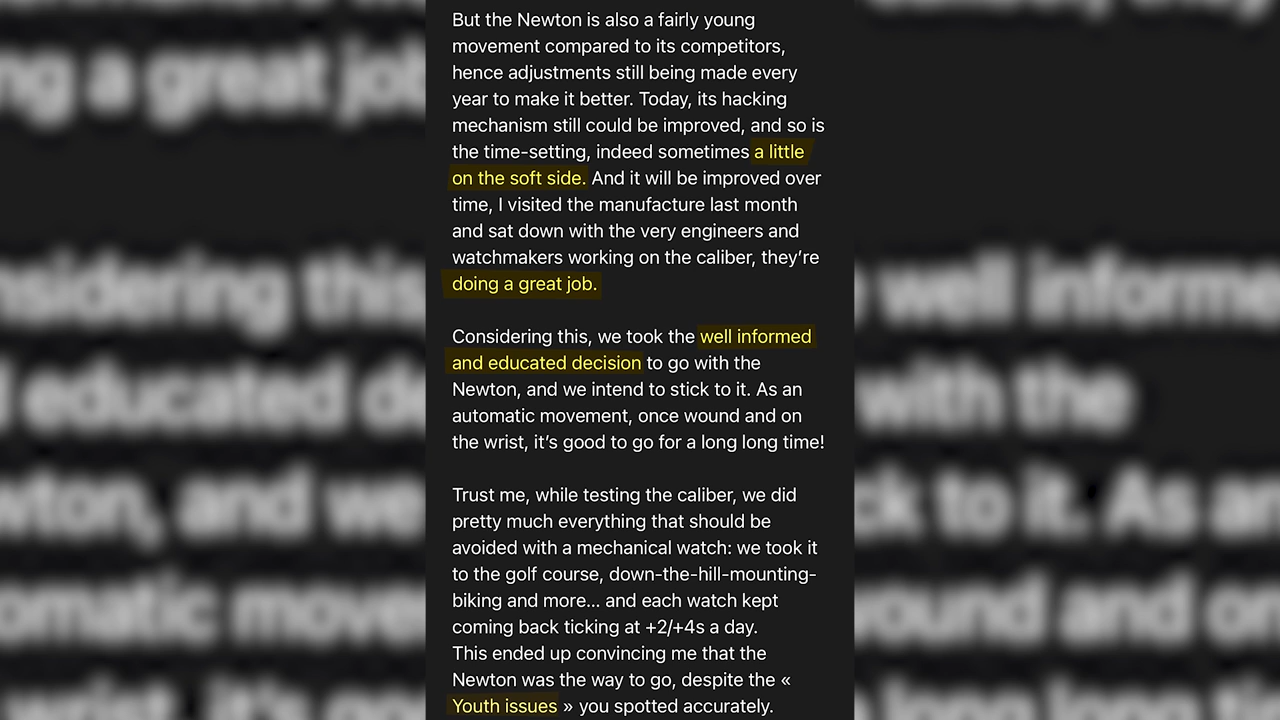 But the Newton is also a fairly young
movement compared to its competitors,
hence adjustments still being made every
year to make it better. Today, its hacking
mechanism still could be improved, and so is
the time-setting, indeed sometimes a little
on the soft side. And it will be improved over
time, I visited the manufacture last month
and sat down with the very engineers and
watchmakers working on the caliber, they’re
doing a great job.
Considering this, we took the well informed
and educated decision to go with the
Newton, and we intend to stick to it. As an
automatic movement, once wound and on
the wrist, it’s good to go for a long long time!
Trust me, while testing the caliber, we did
pretty much everything that should be
avoided with a mechanical watch: we took it
to the golf course, down-the-hill-mounting-
biking and more... and each watch kept
coming back ticking at +2/+4s a day.
This ended up convincing me that the
Newton was the way to go, despite the «
Youth issues » you spotted accurately.